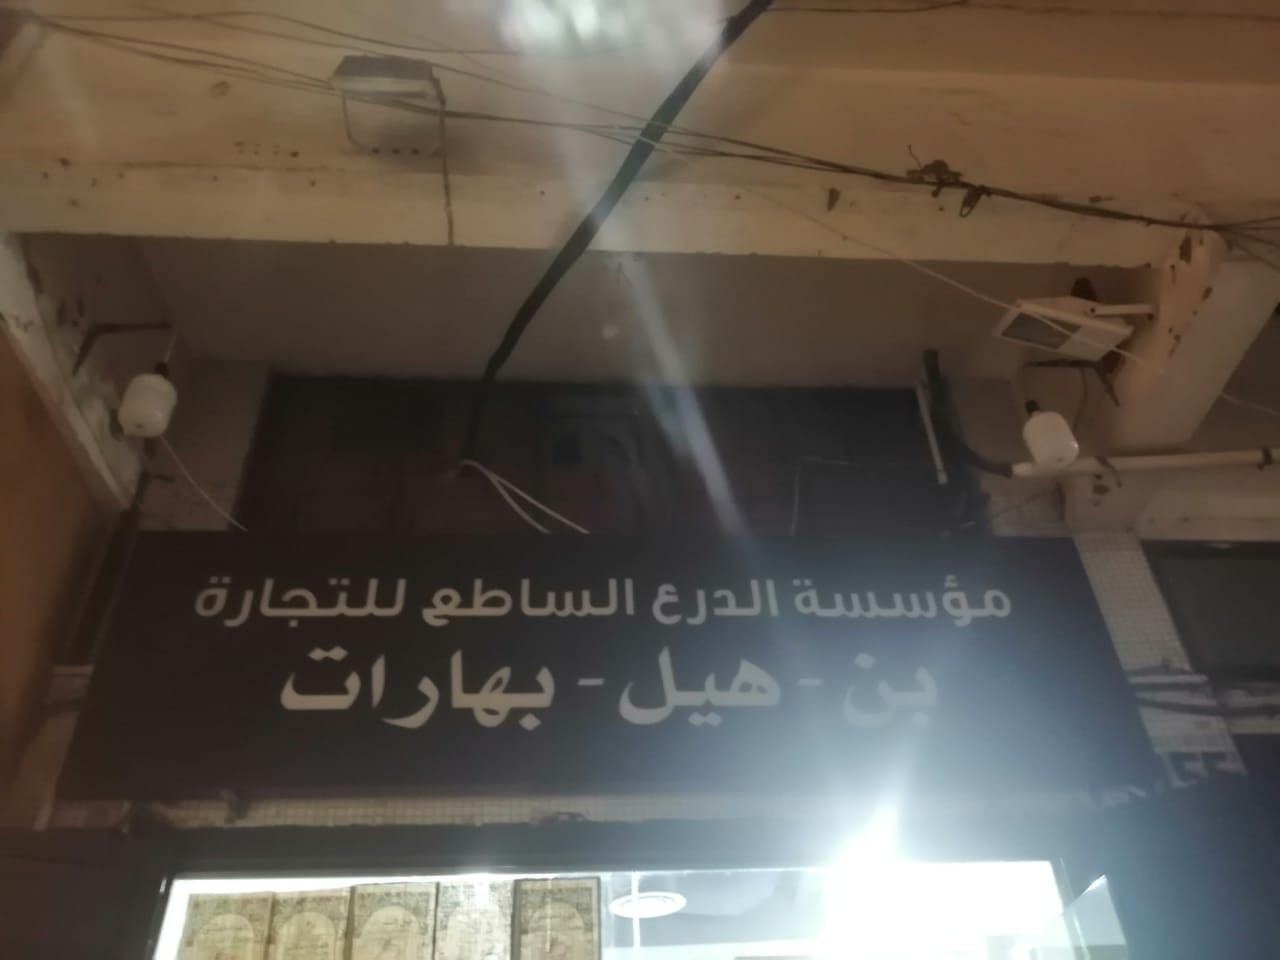 مؤسسة الدرع الساطع للتجارة
بن - هيل - بهارات